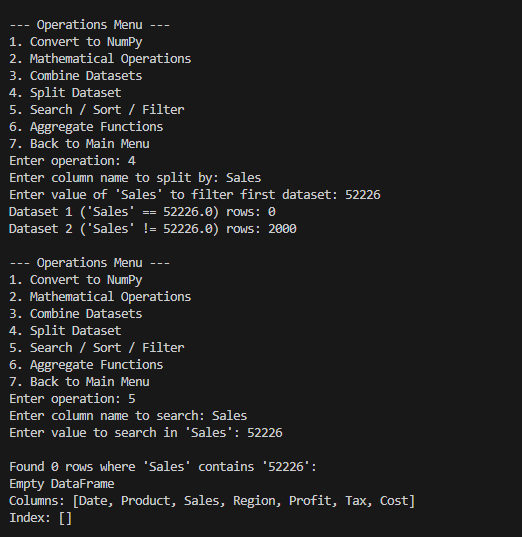 --- Operations Menu ---
1. Convert to NumPy
2. Mathematical Operations
3. Combine Datasets
4. Split Dataset
5. Search / Sort / Filter
6. Aggregate Functions
7. Back to Main Menu
Enter operation: 4
Enter column name to split by: Sales
Enter value of 'Sales' to filter first dataset: 52226
Dataset 1 ('Sales' == 52226.0) rows: 0
Dataset 2 ('Sales' != 52226.0) rows: 2000
--- Operations Menu ---
1. Convert to NumPy
2. Mathematical Operations
3. Combine Datasets
4. Split Dataset
5. Search / Sort / Filter
6. Aggregate Functions
7. Back to Main Menu
Enter operation: 5
Enter column name to search: Sales
Enter value to search in 'Sales': 52226
Found 0 rows where 'Sales' contains '52226':
Empty DataFrame
Columns: [Date, Product, Sales, Region, Profit, Tax, Cost]
Index: []